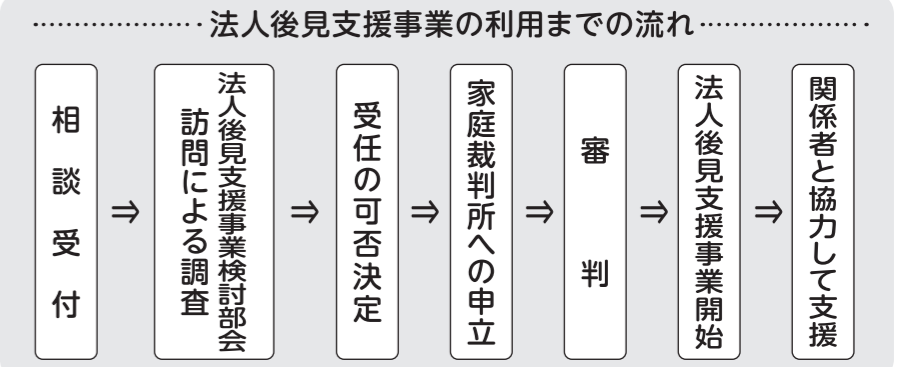 法人後見支援事業の利用までの流れ
相談受付
⇒
法人後見支援事業検討部会
訪問による調査
⇒
受任の可否決定
⇒
家庭裁判所への申立
⇒
審判
⇒
法人後見支援事業開始
⇒
関係者と協力して支援